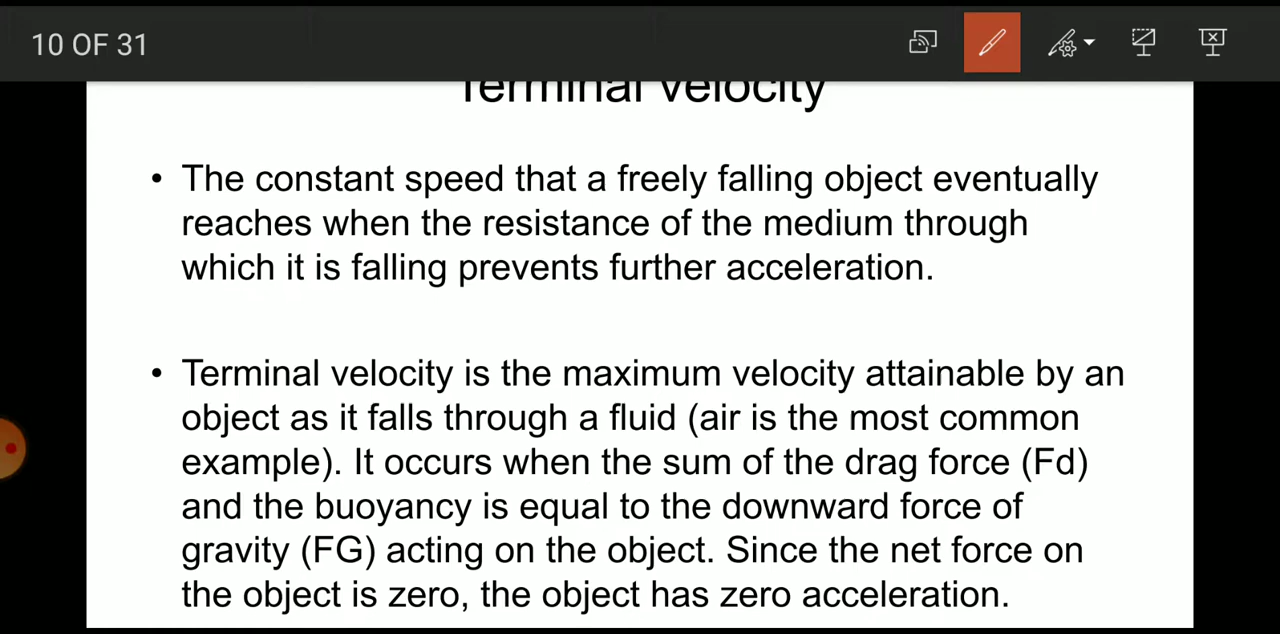 10 OF 31
Terminal velocity
• The constant speed that a freely falling object eventually
reaches when the resistance of the medium through
which it is falling prevents further acceleration.
• Terminal velocity is the maximum velocity attainable by an
object as it falls through a fluid (air is the most common
example). It occurs when the sum of the drag force (Fd)
and the buoyancy is equal to the downward force of
gravity (FG) acting on the object. Since the net force on
the object is zero, the object has zero acceleration.